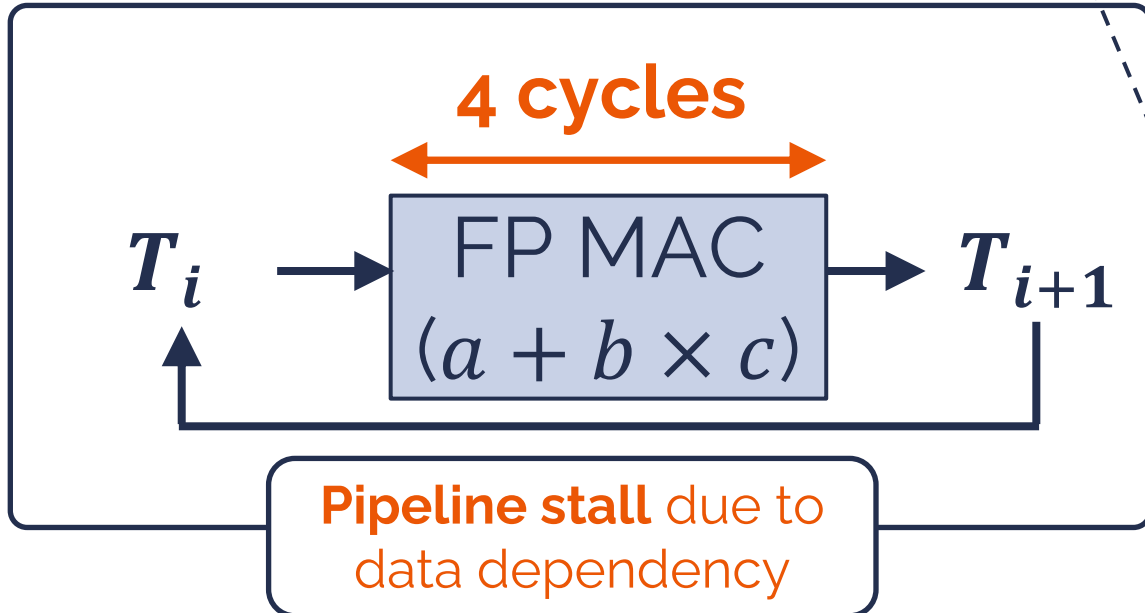 4 cycles
FP MAC
(a + b × c)
T_i
T_{i+1}
Pipeline stall due to
data dependency